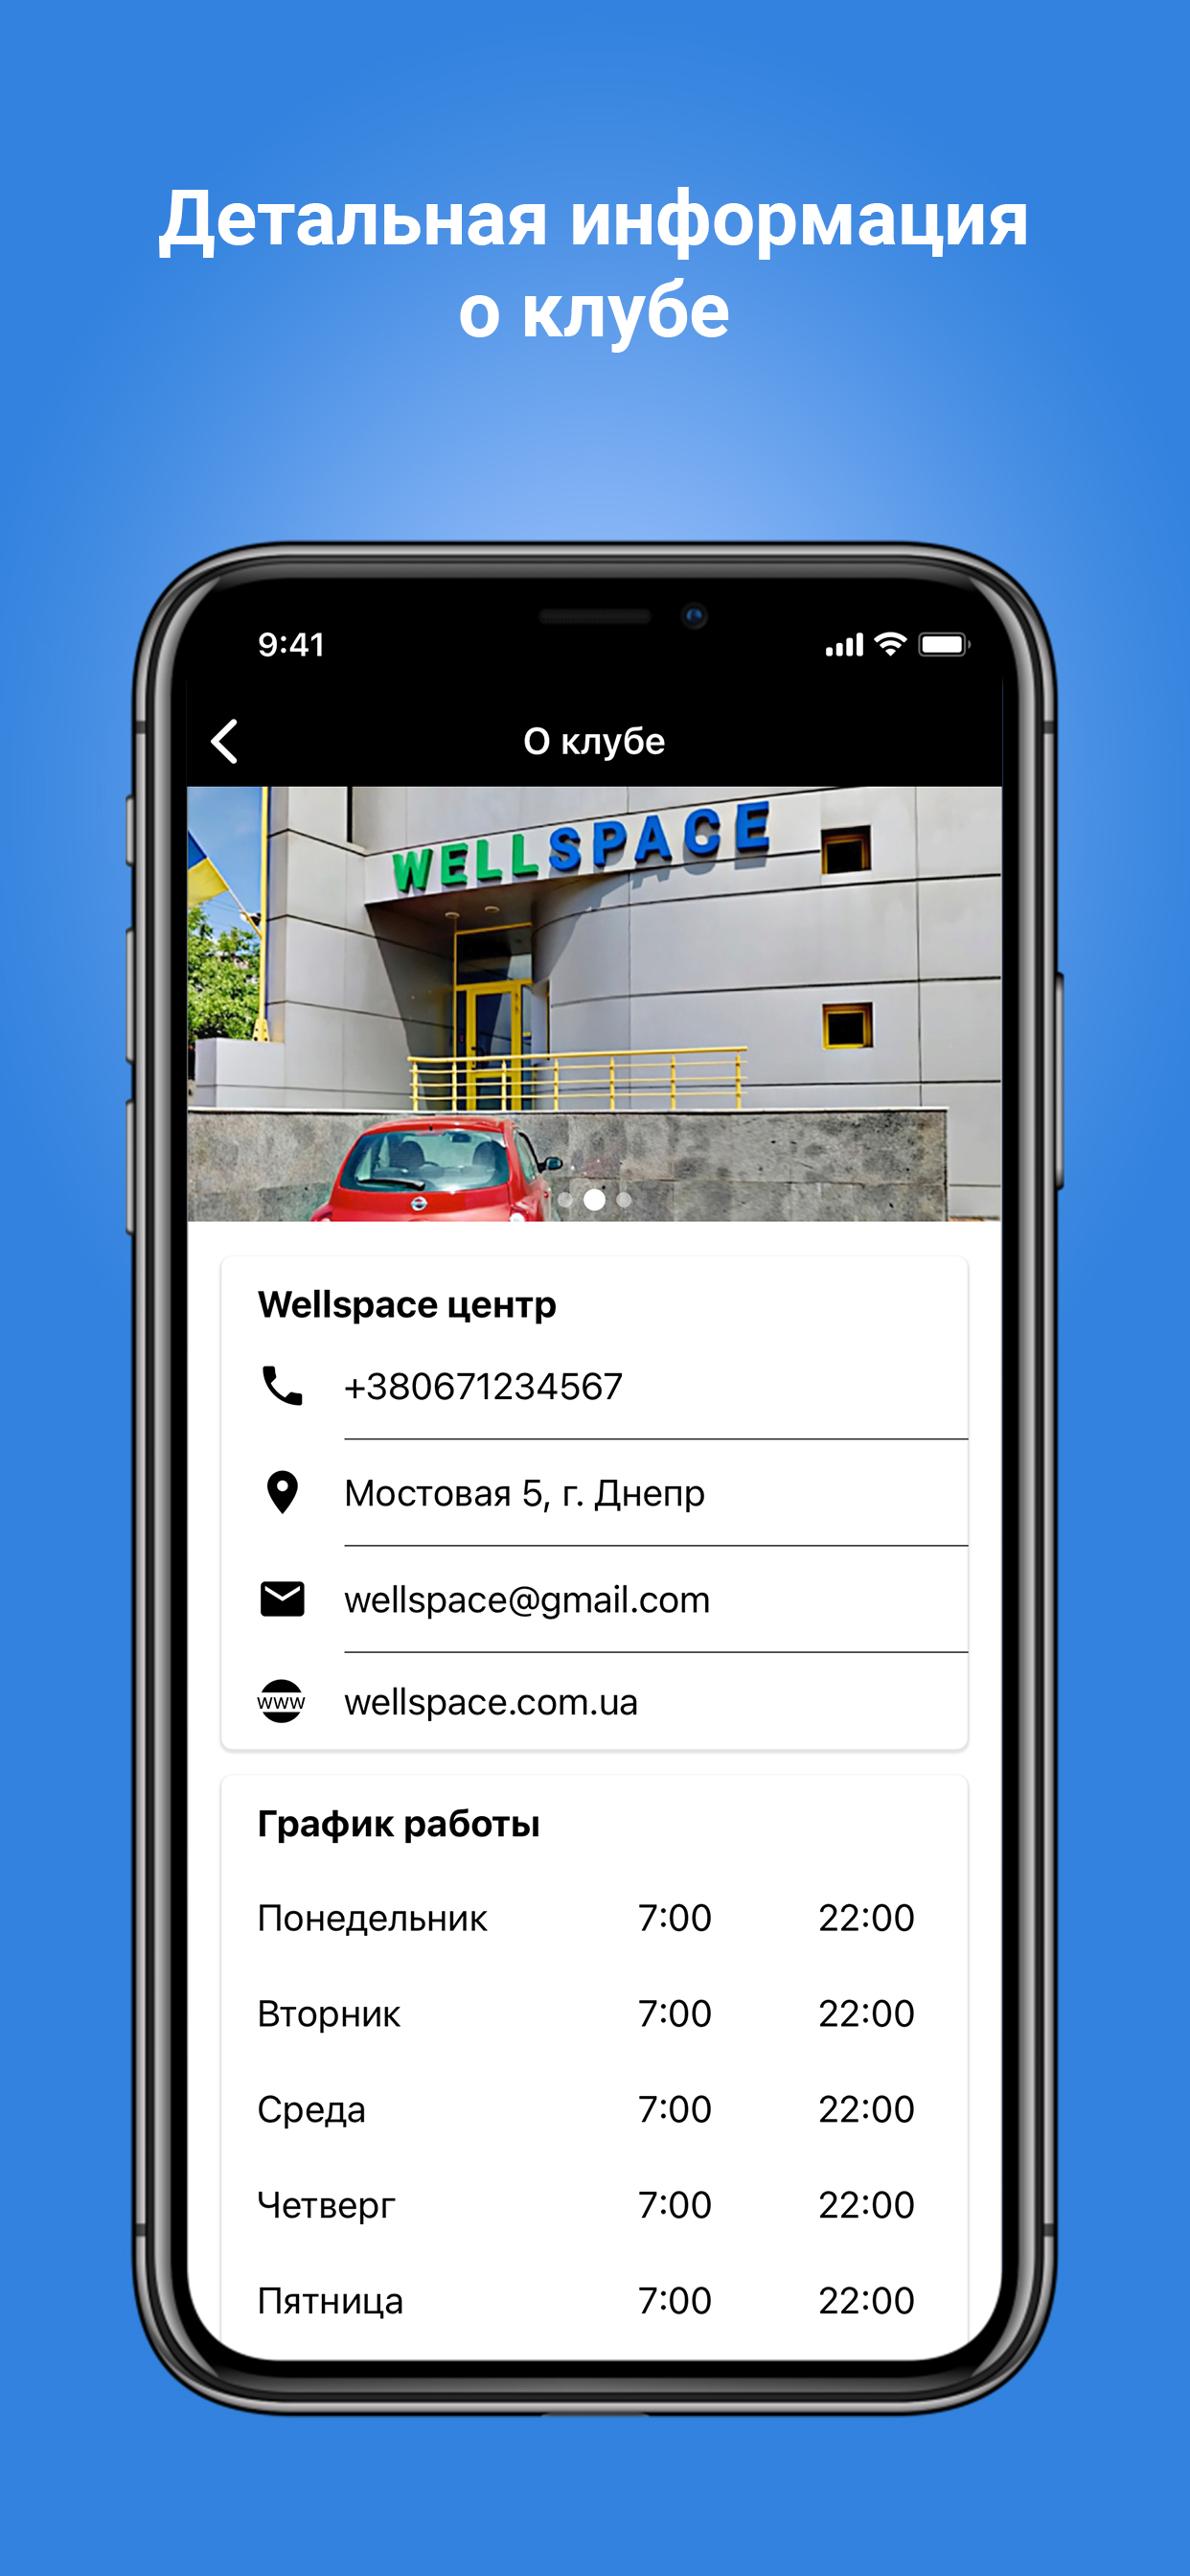 Детальная информация
о клубе
9:41
О клубе
WELLSPACE
Wellspace центр
+380671234567
Мостовая 5, г. Днепр
wellspace@gmail.com
www wellspace.com.ua
График работы
Понедельник 7:00 22:00
Вторник 7:00 22:00
Среда 7:00 22:00
Четверг 7:00 22:00
Пятница 7:00 22:00